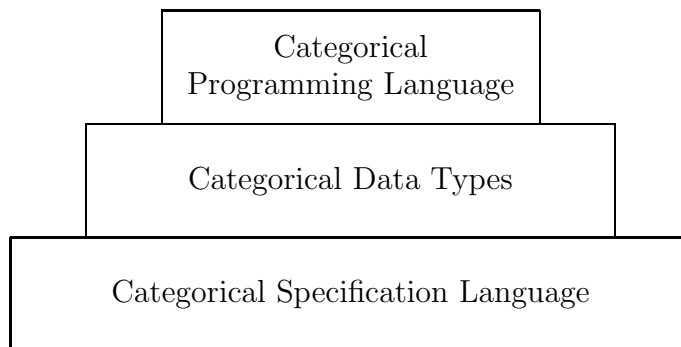 Categorical
Programming Language
Categorical Data Types
Categorical Specification Language